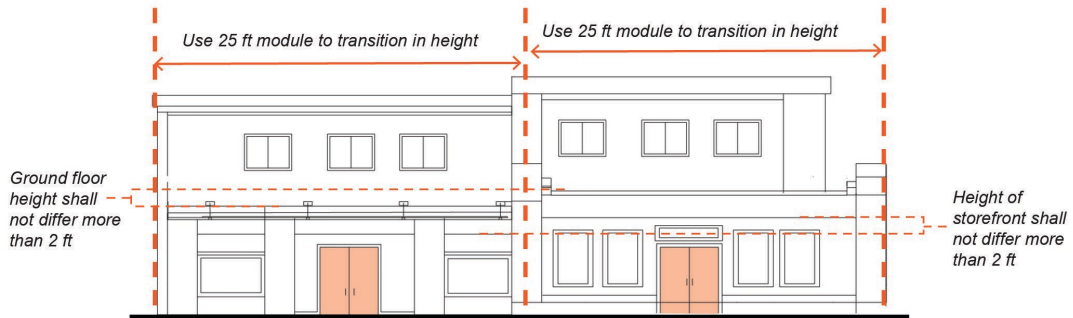 Use 25 ft module to transition in height
Use 25 ft module to transition in height
Ground floor
height shall
not differ more
than 2 ft
Height of
storefront shall
not differ more
than 2 ft